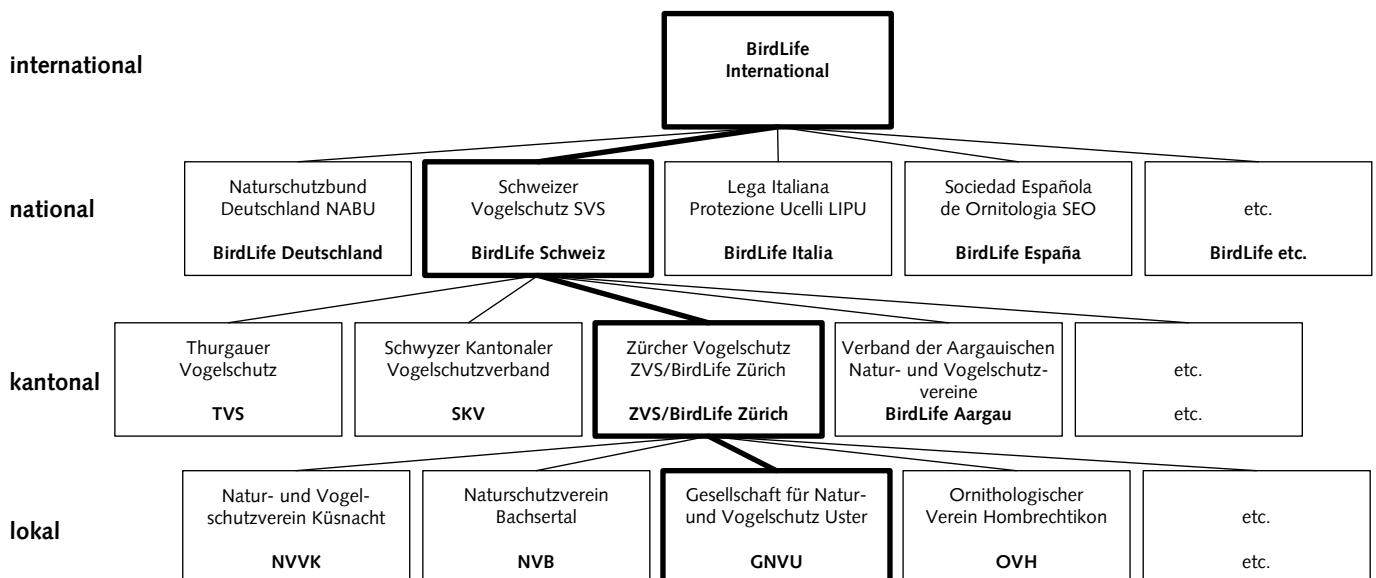 international
BirdLife
International
national
Naturschutzbund
Deutschland NABU
BirdLife Deutschland
Schweizer
Vogelschutz SVS
BirdLife Schweiz
Lega Italiana
Protezione Ucelli LIPU
BirdLife Italia
Sociedad Española
de Ornitologia SEO
BirdLife España
etc.
BirdLife etc.
kantonal
Thurgauer
Vogelschutz
TVS
Schwyzer Kantonaler
Vogelschutzverband
SKV
Zürcher Vogelschutz
ZVS/BirdLife Zürich
ZVS/BirdLife Zürich
Verband der Aargauischen
Natur- und Vogelschutz-
vereine
BirdLife Aargau
etc.
etc.
lokal
Natur- und Vogel-
schutzverein Küsnacht
NVVK
Naturschutzverein
Bachsertal
NVB
Gesellschaft für Natur-
und Vogelschutz Uster
GNVU
Ornithologischer
Verein Hombrechtikon
OVH
etc.
etc.